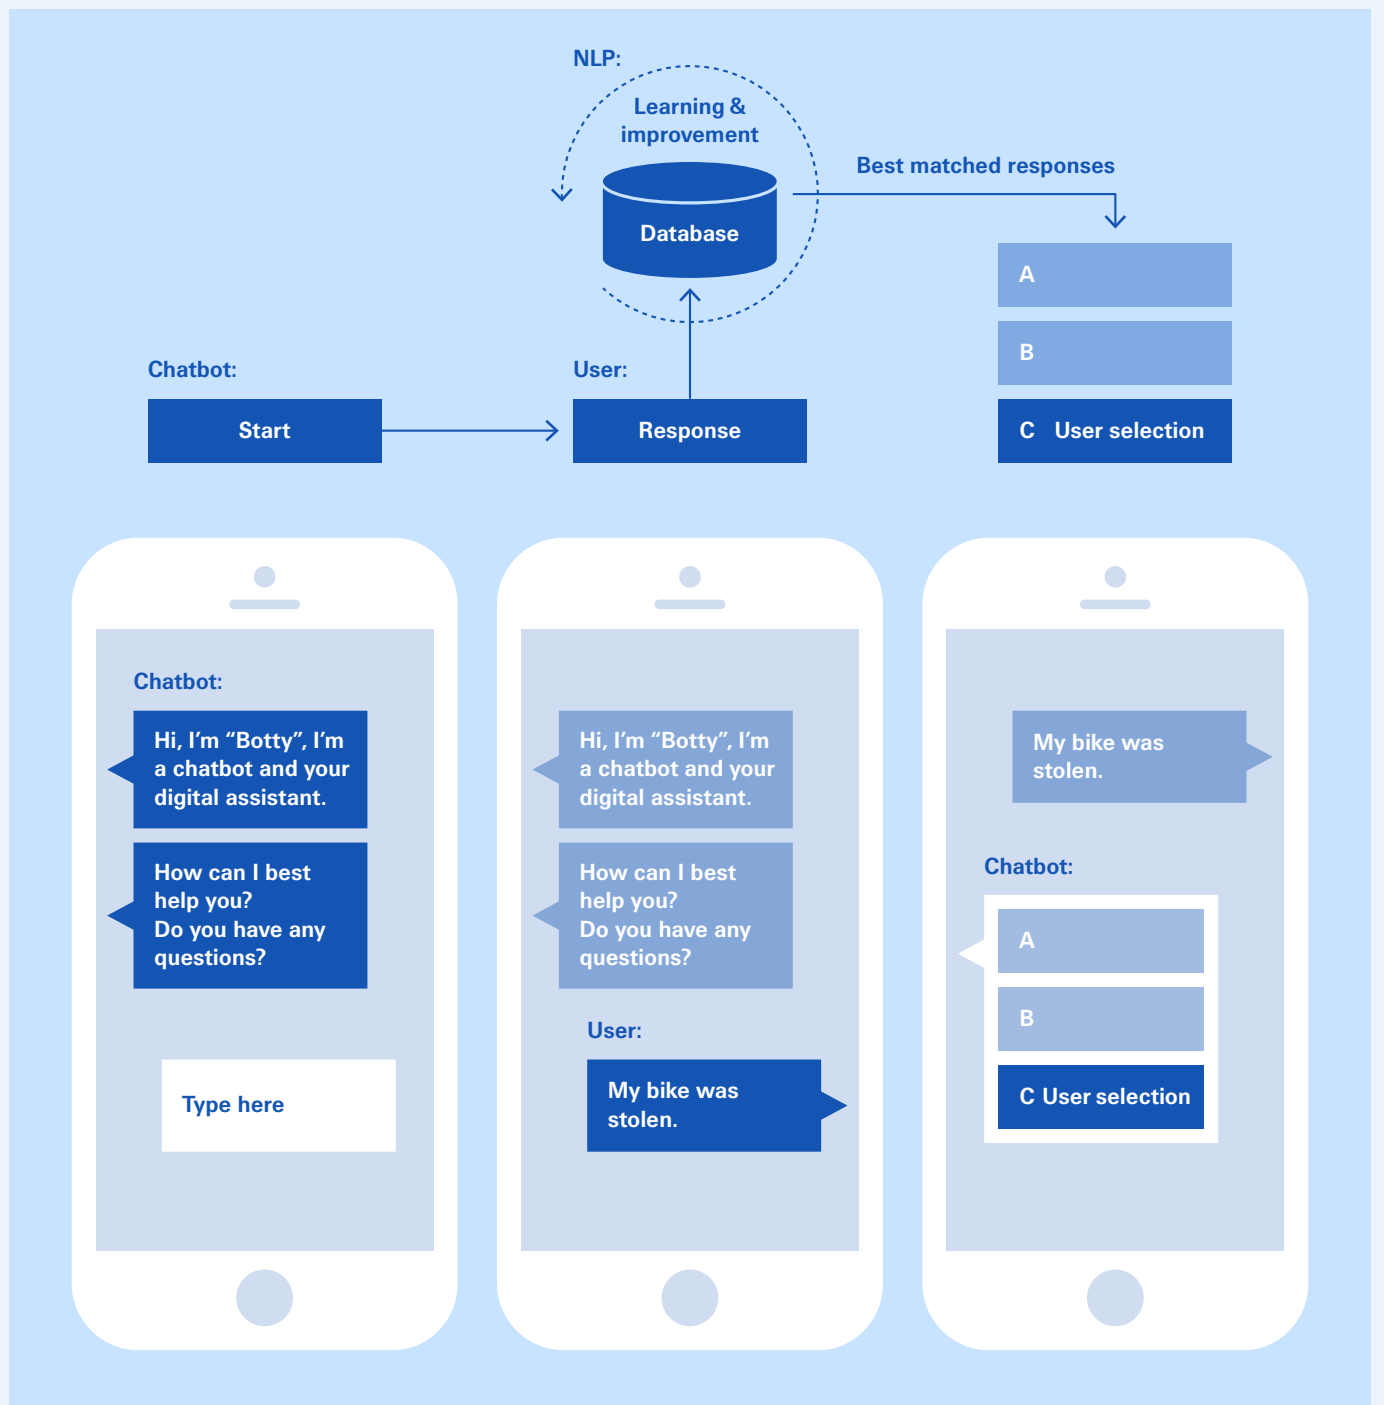 NLP:
Learning &
improvement
Database
Best matched responses
A
B
C User selection
Chatbot:
Start
User:
Response
Chatbot:
Hi, I’m “Botty”, I’m
a chatbot and your
digital assistant.
How can I best
help you?
Do you have any
questions?
Type here
Hi, I’m “Botty”, I’m
a chatbot and your
digital assistant.
How can I best
help you?
Do you have any
questions?
User:
My bike was
stolen.
My bike was
stolen.
Chatbot:
A
B
C User selection